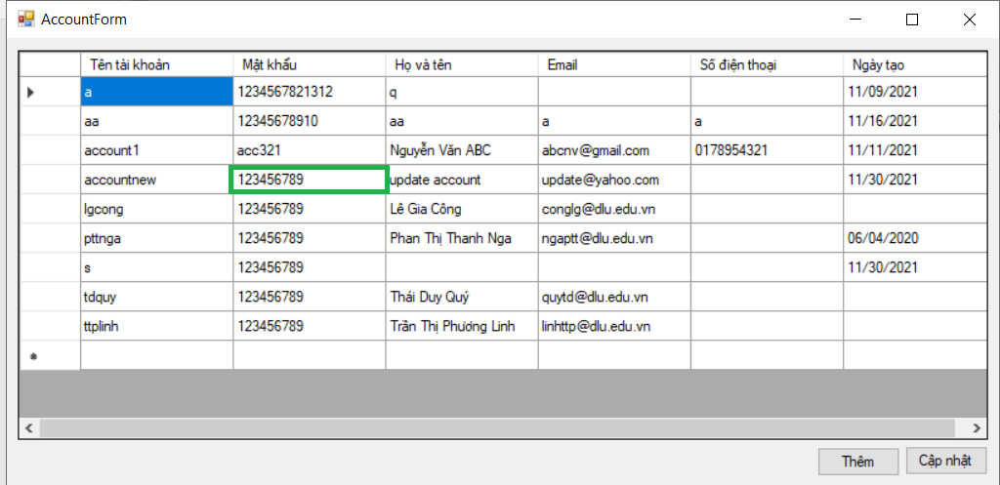 AccountForm
Tên tài khoản Mật khẩu Họ và tên Email Số điện thoại Ngày tạo
a 1234567821312 q 11/09/2021
aa 12345678910 aa a a 11/16/2021
account1 acc321 Nguyễn Văn ABC abcnv@gmail.com 0178954321 11/11/2021
accountnew 123456789 update account update@yahoo.com 11/30/2021
lgcong 123456789 Lê Gia Công conglg@dlu.edu.vn
pttnga 123456789 Phan Thị Thanh Nga ngaptt@dlu.edu.vn 06/04/2020
s 123456789 11/30/2021
tdquy 123456789 Thái Duy Quý quytd@dlu.edu.vn
ttplinh 123456789 Trần Thị Phương Linh linhttp@dlu.edu.vn
Thêm Cập nhật